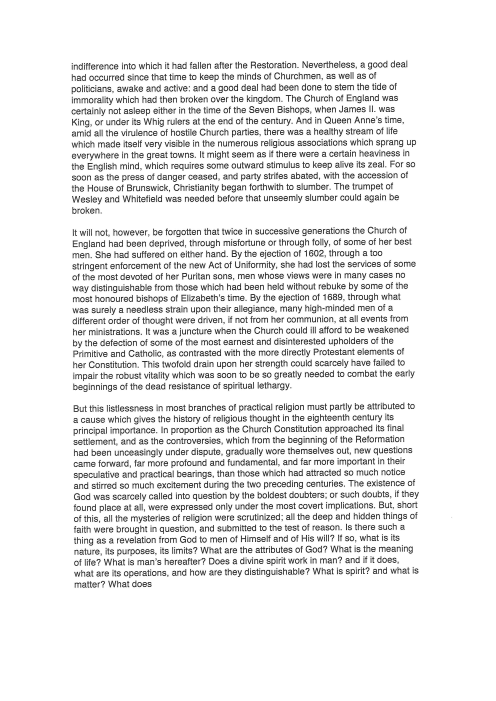 indifference into which it had fallen after the Restoration. Nevertheless, a good deal
had occurred since that time to keep the minds of Churchmen, as well as of
politicians, awake and active: and a good deal had been done to stem the tide of
immorality which had then broken over the kingdom. The Church of England was
certainly not asleep either in the time of the Seven Bishops, when James II. was
King, or under its Whig rulers at the end of the century. And in Queen Anne's time,
amid all the virulence of hostile Church parties, there was a healthy stream of life
which made itself very visible in the numerous religious associations which sprang up
everywhere in the great towns. It might seem as if there were a certain heaviness in
the English mind, which requires some outward stimulus to keep alive its zeal. For so
soon as the press of danger ceased, and party strifes abated, with the accession of
the House of Brunswick, Christianity began forthwith to slumber. The trumpet of
Wesley and Whitefield was needed before that unseemly slumber could again be
broken.
It will not, however, be forgotten that twice in successive generations the Church of
England had been deprived, through misfortune or through folly, of some of her best
men. She had suffered on either hand. By the ejection of 1602, through a too
stringent enforcement of the new Act of Uniformity, she had lost the services of some
of the most devoted of her Puritan sons, men whose views were in many cases no
way distinguishable from those which had been held without rebuke by some of the
most honoured bishops of Elizabeth's time. By the ejection of 1689, through what
was surely a needless strain upon their allegiance, many high-minded men of a
different order of thought were driven, if not from her communion, at all events from
her ministrations. It was a juncture when the Church could ill afford to be weakened
by the defection of some of the most earnest and disinterested upholders of the
Primitive and Catholic, as contrasted with the more directly Protestant elements of
her Constitution. This twofold drain upon her strength could scarcely have failed to
impair the robust vitality which was soon to be so greatly needed to combat the early
beginnings of the dead resistance of spiritual lethargy.
But this listlessness in most branches of practical religion must partly be attributed to
a cause which gives the history of religious thought in the eighteenth century its
principal importance. In proportion as the Church Constitution approached its final
settlement, and as the controversies, which from the beginning of the Reformation
had been unceasingly under dispute, gradually wore themselves out, new questions
came forward, far more profound and fundamental, and far more important in their
speculative and practical bearings, than those which had attracted so much notice
and stirred so much excitement during the two preceding centuries. The existence of
God was scarcely called into question by the boldest doubters; or such doubts, if they
found place at all, were expressed only under the most covert implications. But, short
of this, all the mysteries of religion were scrutinized; all the deep and hidden things of
faith were brought in question, and submitted to the test of reason. Is there such a
thing as a revelation from God to men of Himself and of His will? If so, what is its
nature, its purposes, its limits? What are the attributes of God? What is the meaning
of life? What is man's hereafter? Does a divine spirit work in man? and if it does,
what are its operations, and how are they distinguishable? What is spirit? and what is
matter? What does